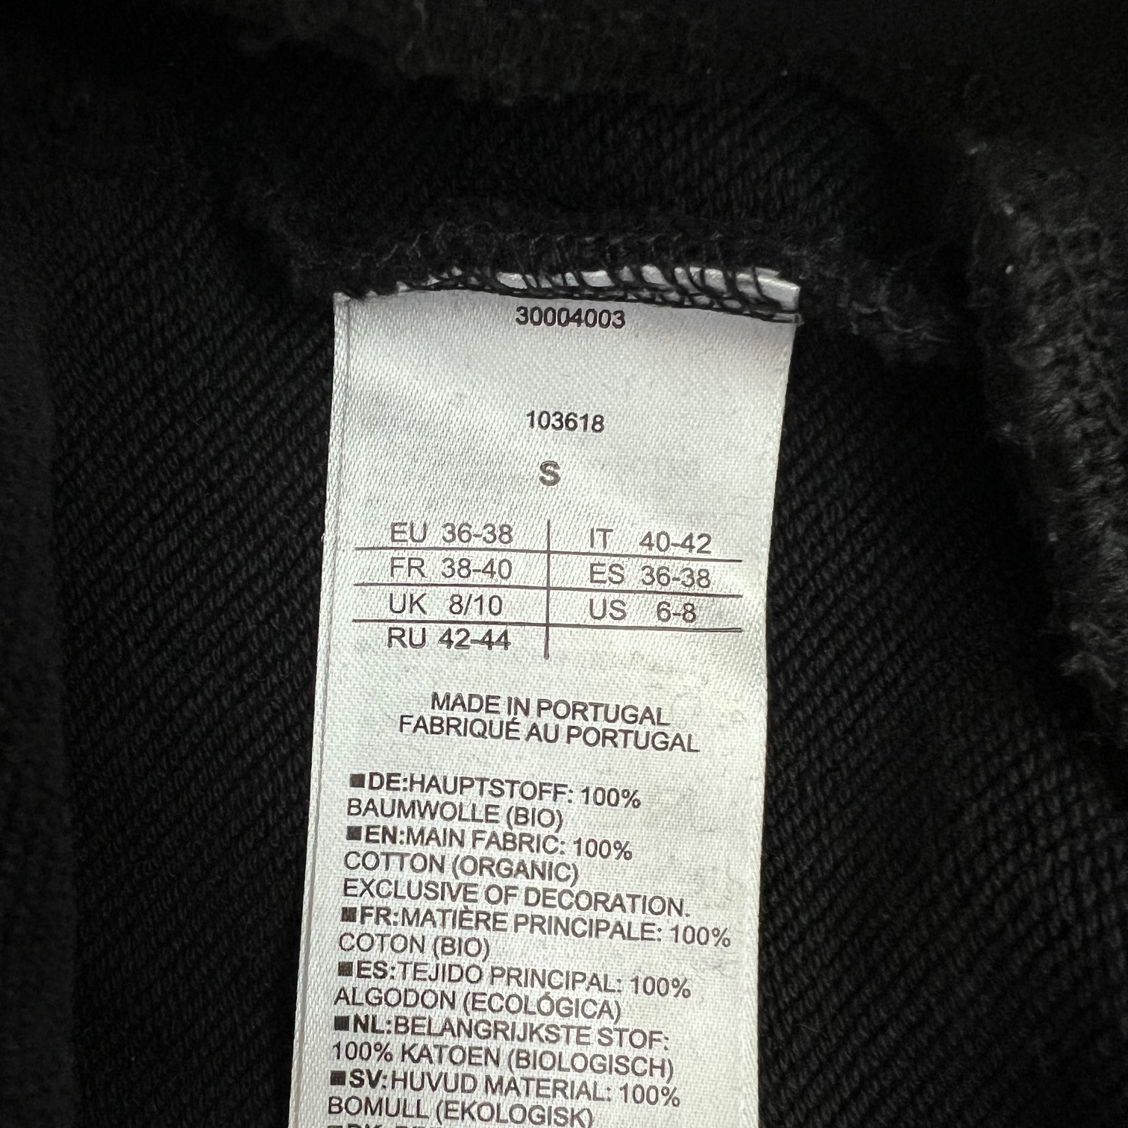 30004003
103618
S
EU 36-38 IT 40-42
FR 38-40 ES 36-38
UK 8/10 US 6-8
RU 42-44
MADE IN PORTUGAL
FABRIQUÉ AU PORTUGAL
■DE:HAUPTSTOFF: 100%
BAUMWOLLE (BIO)
■EN:MAIN FABRIC: 100%
COTTON (ORGANIC)
EXCLUSIVE OF DECORATION.
■FR:MATIÈRE PRINCIPALE: 100%
COTON (BIO)
■ES:TEJIDO PRINCIPAL: 100%
ALGODON (ECOLÓGICA)
■NL:BELANGRIJKSTE STOF:
100% KATOEN (BIOLOGISCH)
■SV:HUVUD MATERIAL: 100%
BOMULL (EKOLOGISK)